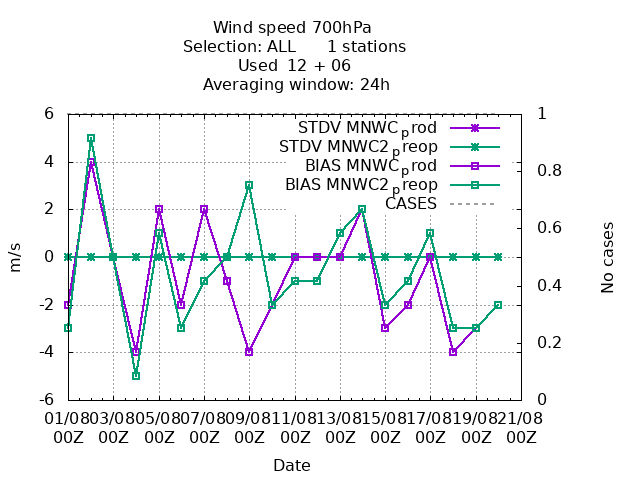 Wind speed 700hPa
Selection: ALL 1 stations
Used 12 + 06
Averaging window: 24h
STDV MNWC_prod
STDV MNWC2_preop
BIAS MNWC_prod
BIAS MNWC2_preop
CASES
6
4
2
0
-2
-4
-6
m/s
1
0.8
0.6
0.4
0.2
0
No cases
01/08 03/08 05/08 07/08 09/08 11/08 13/08 15/08 17/08 19/08 21/08
00Z 00Z 00Z 00Z 00Z 00Z 00Z 00Z 00Z 00Z 00Z
Date